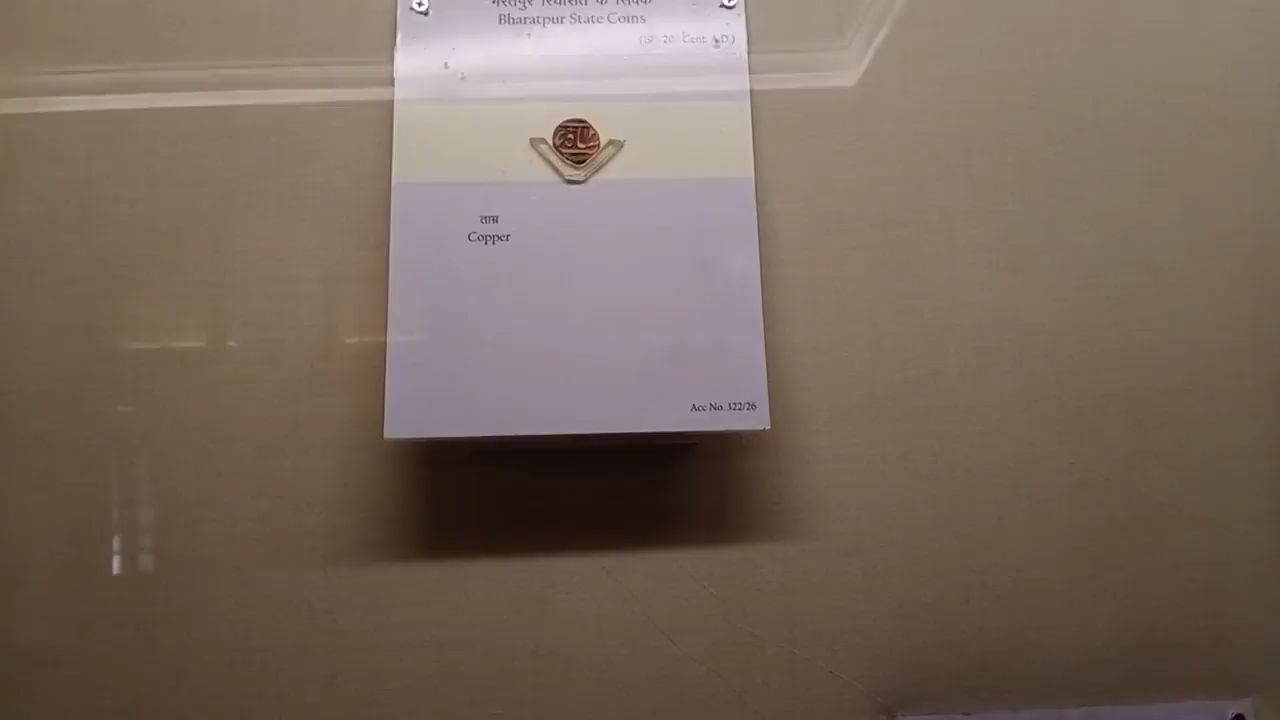 भरतपुर रियासत के सिक्के
Bharatpur State Coins
(19 - 20 Cent. A.D.)
ताम्र
Copper
Acc No. 322/26